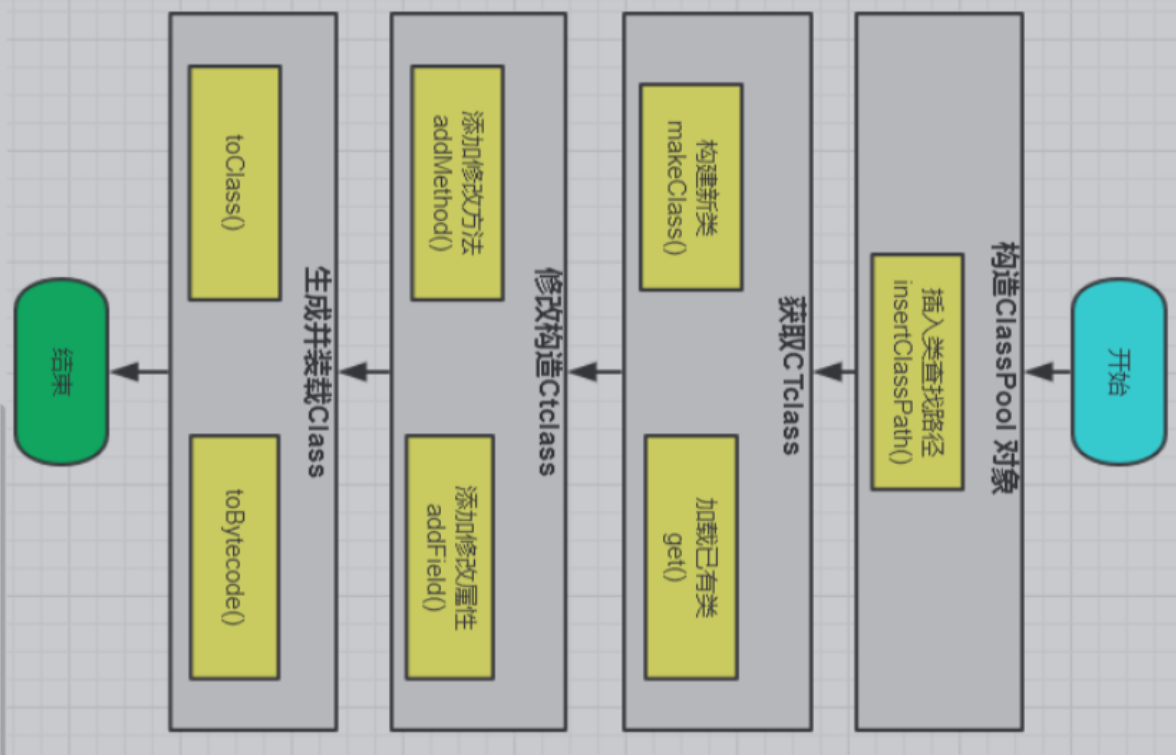 开始
构造ClassPool 对象
插入类查找路径
insertClassPath()
获取CTclass
构建新类
makeClass()
加载已有类
get()
修改构造Ctclass
添加修改方法
addMethod()
添加修改属性
addField()
生成并装载Class
toClass()
toBytecode()
结束